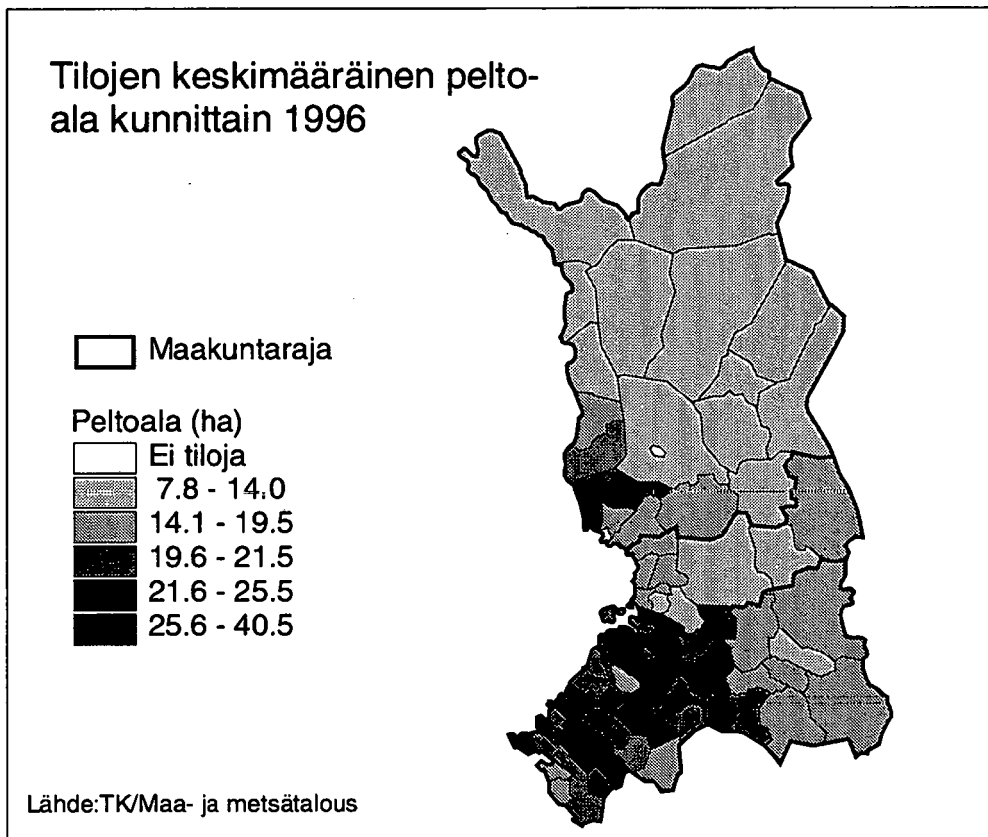 Tilojen keskimääräinen pelto-
ala kunnittain 1996
Maakuntaraja
Peltoala (ha)
Ei tiloja
7.8 - 14.0
14.1 - 19.5
19.6 - 21.5
21.6 - 25.5
25.6 - 40.5
Lähde:TK/Maa- ja metsätalous